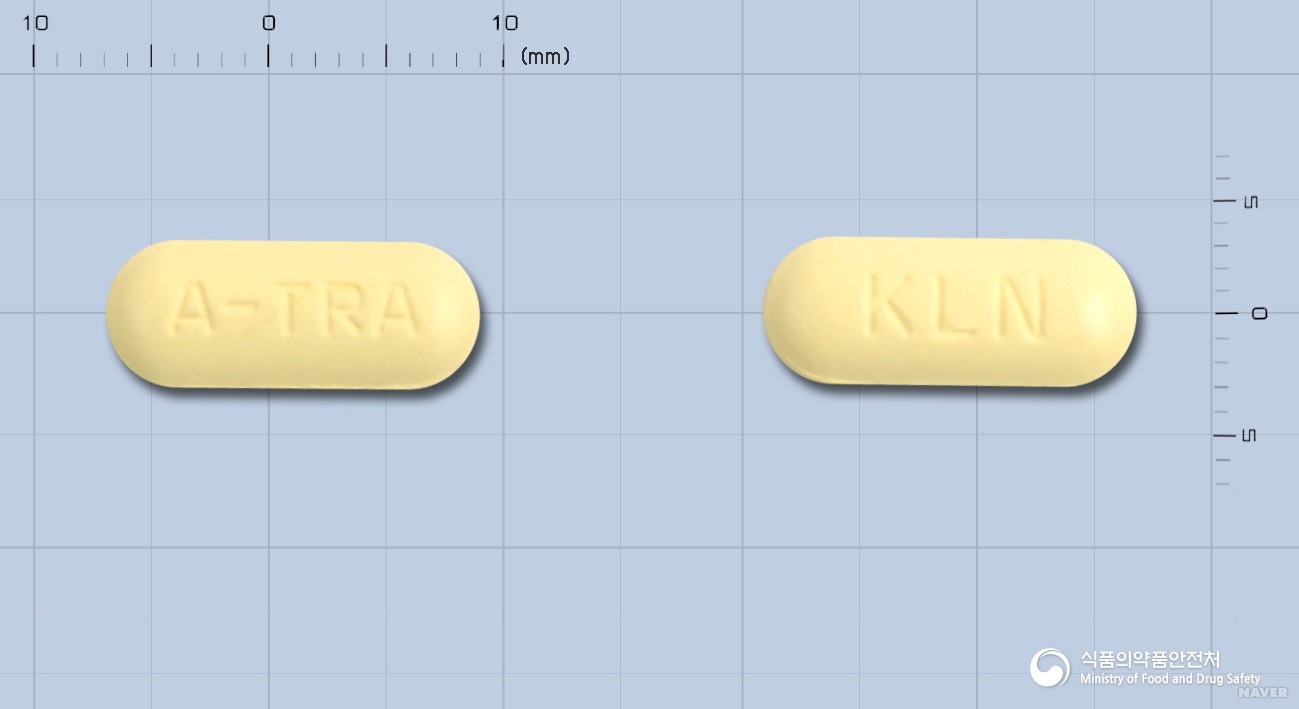 10 0 10
(mm)
A-TRA
KLN
5
0
5
식품의약품안전처
Ministry of Food and Drug Safety
NAVER